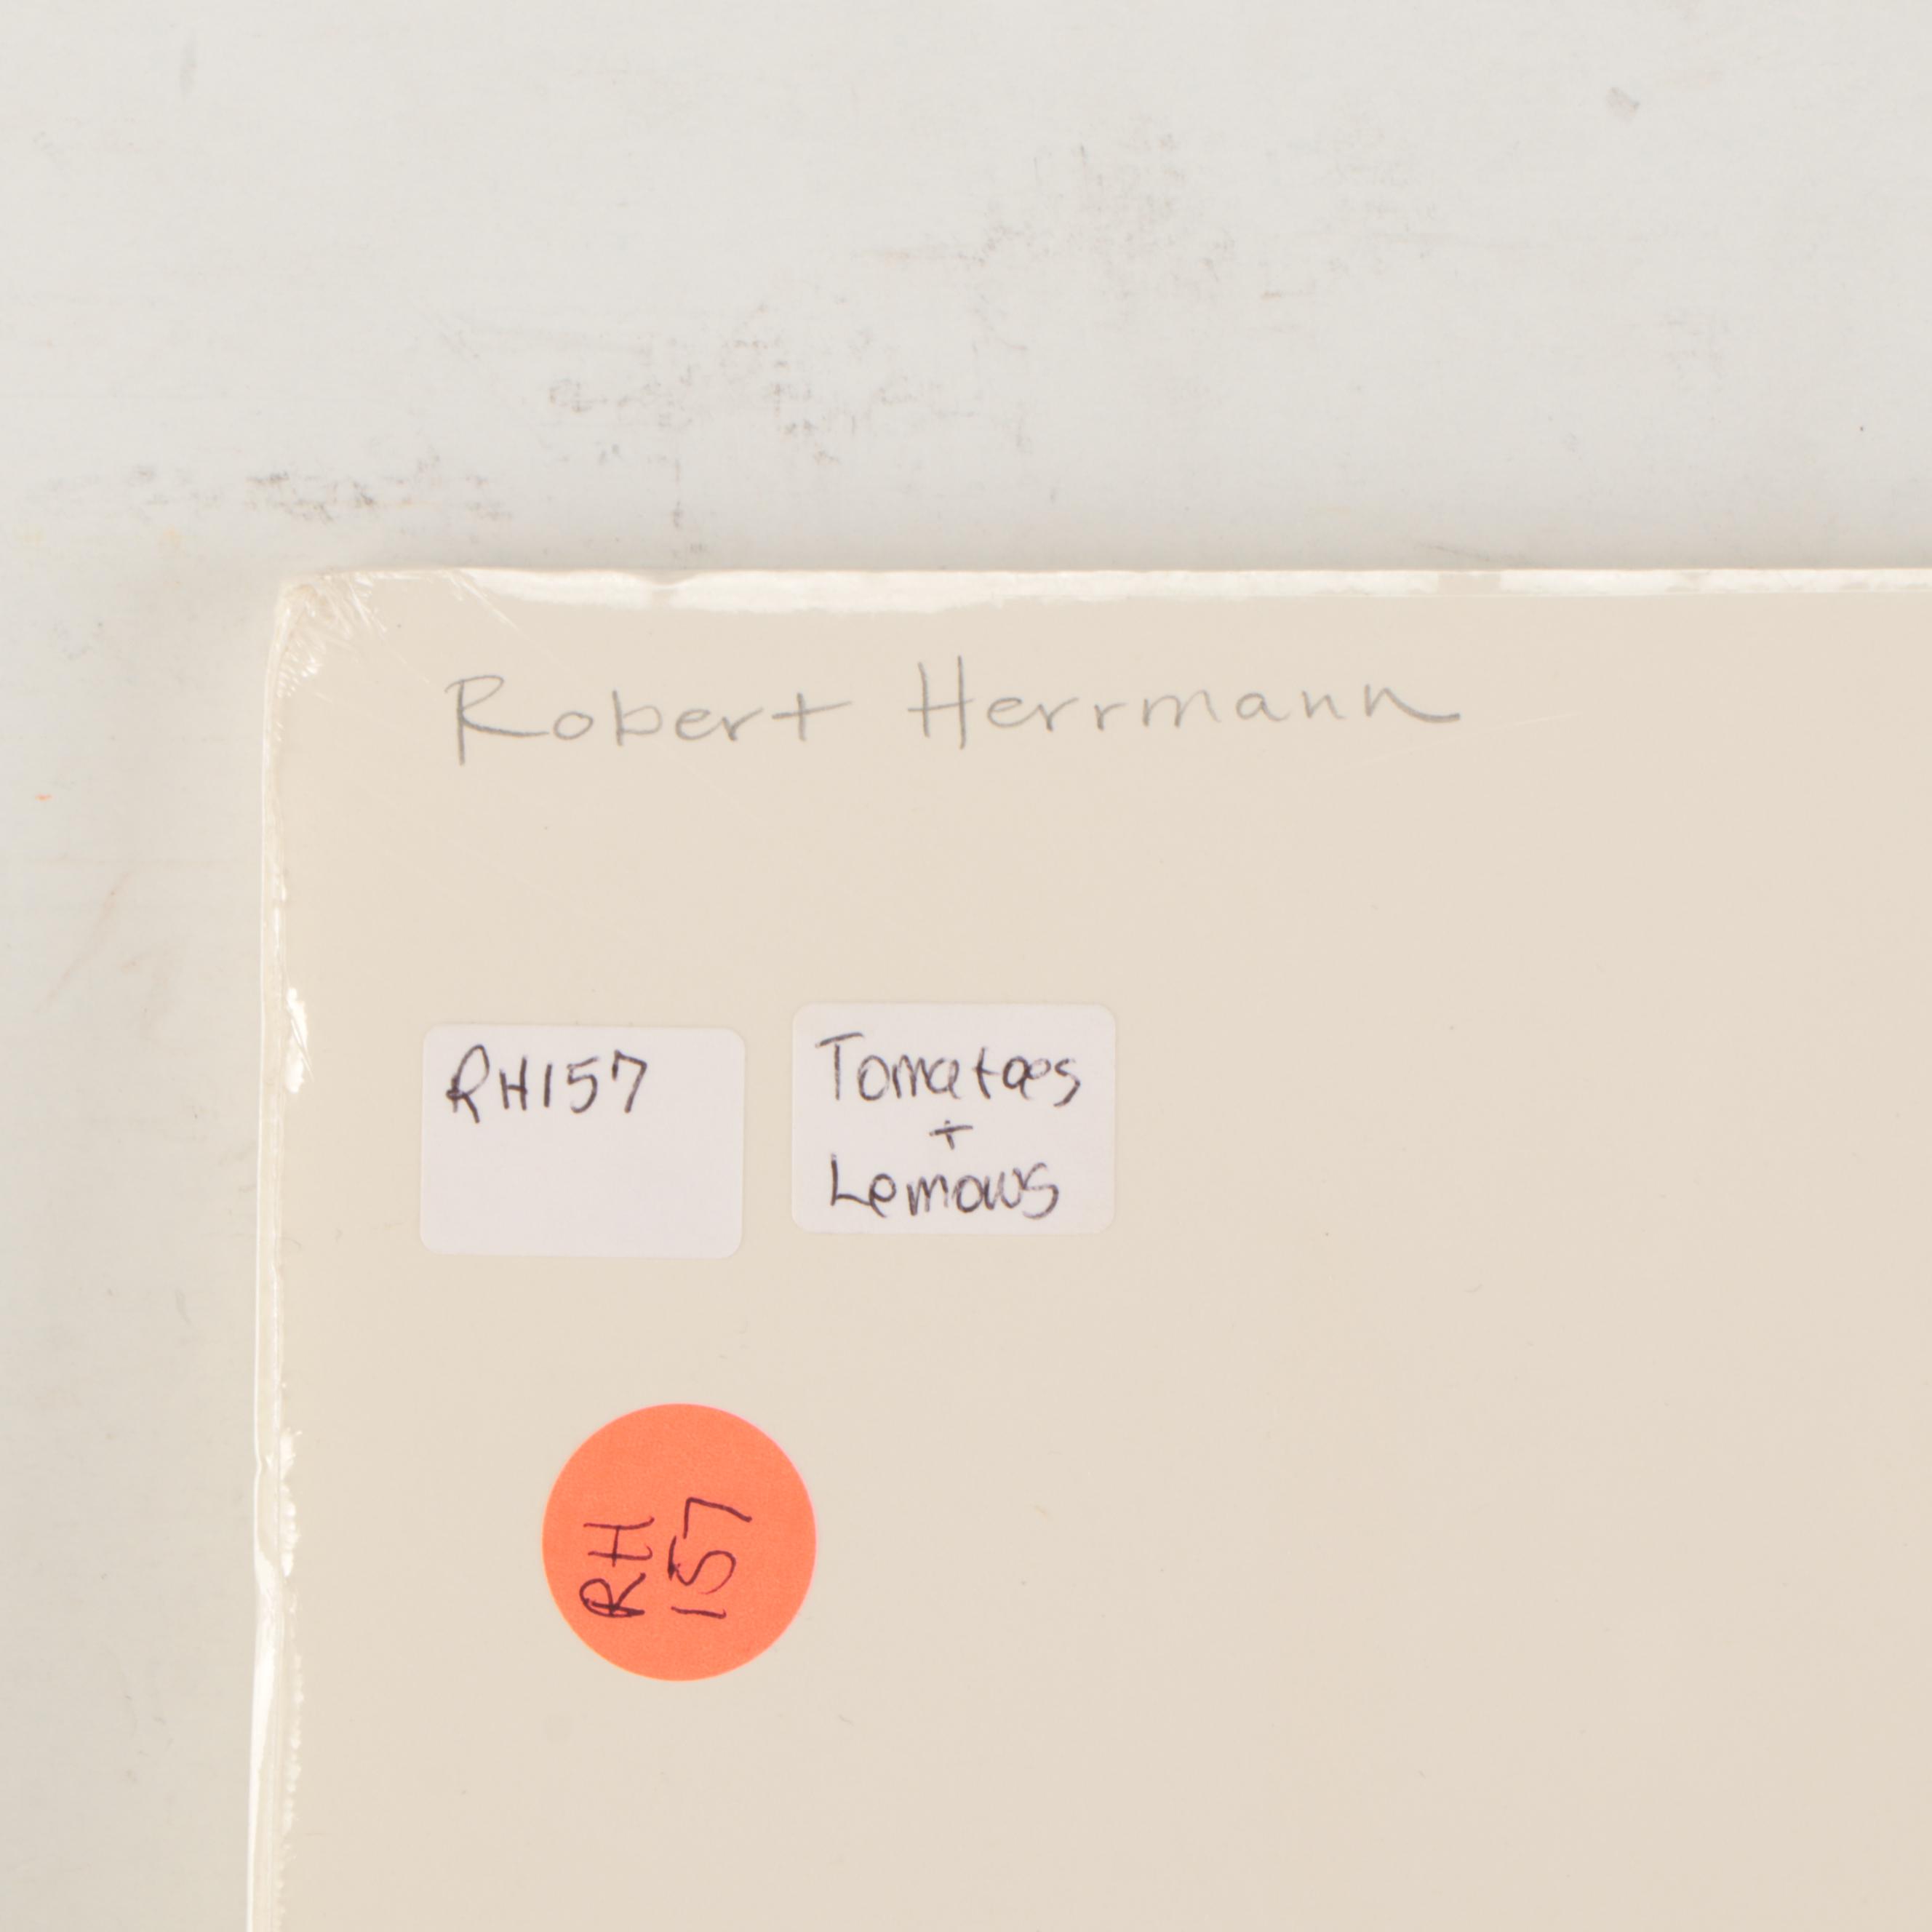 Robert Herrmann
RH157
Tomatoes
+
Lemons
RH
157